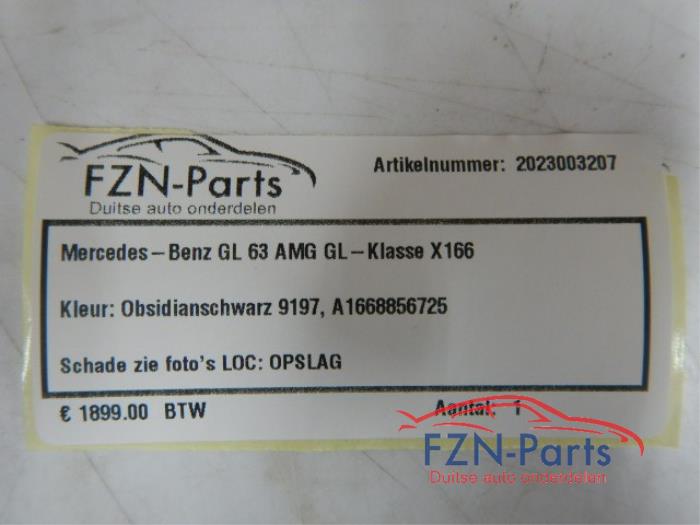 FZN-Parts
Duitse auto onderdelen
Artikelnummer: 2023003207
Mercedes-Benz GL 63 AMG GL-Klasse X166
Kleur: Obsidianschwarz 9197, A1668856725
Schade zie foto's LOC: OPSLAG
€ 1899.00 BTW
Aantal: 1
FZN-Parts
Duitse auto onderdelen